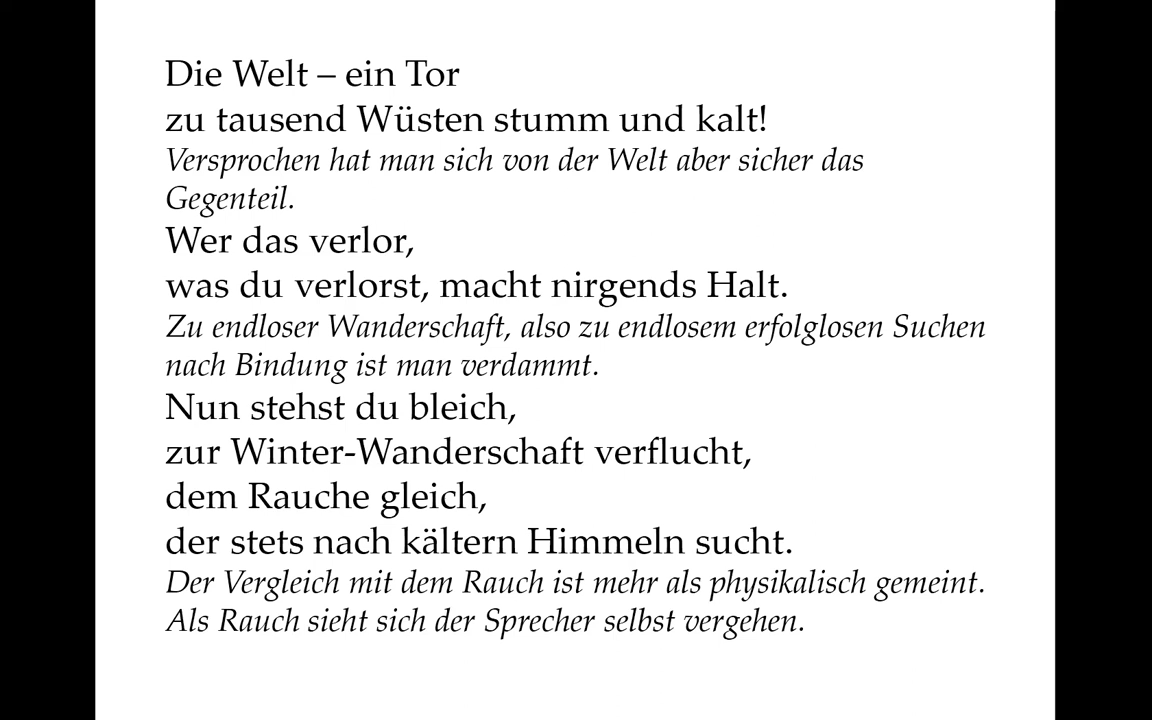 Die Welt – ein Tor
zu tausend Wüsten stumm und kalt!
Versprochen hat man sich von der Welt aber sicher das
Gegenteil.
Wer das verlor,
was du verlorst, macht nirgends Halt.
Zu endloser Wanderschaft, also zu endlosem erfolglosen Suchen
nach Bindung ist man verdammt.
Nun stehst du bleich,
zur Winter-Wanderschaft verflucht,
dem Rauche gleich,
der stets nach kältern Himmeln sucht.
Der Vergleich mit dem Rauch ist mehr als physikalisch gemeint.
Als Rauch sieht sich der Sprecher selbst vergehen.